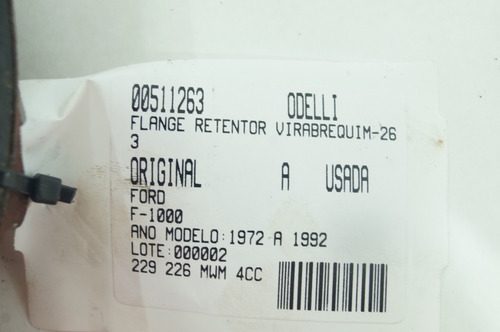 00511263 ODELLI
FLANGE RETENTOR VIRABREQUIM-26
3
ORIGINAL A USADA
FORD
F-1000
ANO MODELO:1972 A 1992
LOTE:000002
229 226 MWM 4CC